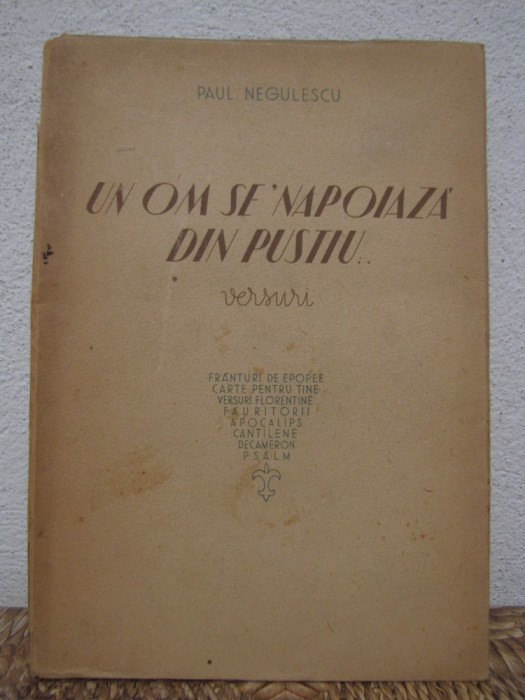 PAUL NEGULESCU
UN OM SE 'NAPOIAZĂ
DIN PUSTIU..
versuri
FRÂNTURI DE EPOPEE
CARTE PENTRU TINE
VERSURI FLORENTINE
FAURITORII
APOCALIPS
CANTILENE
DECAMERON
PSALM